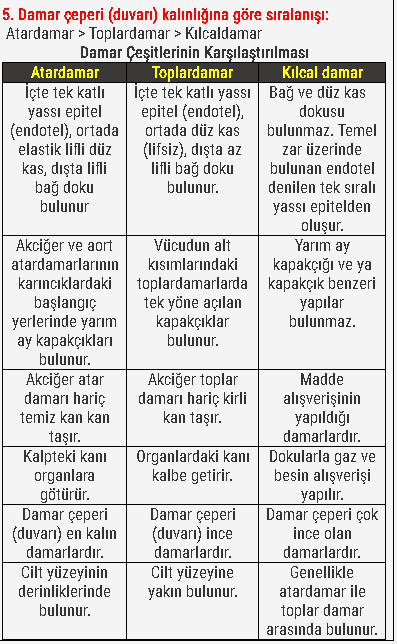 5. Damar çeperi (duvarı) kalınlığına göre sıralanışı:
Atardamar > Toplardamar > Kılcaldamar
Damar Çeşitlerinin Karşılaştırılması
Atardamar
Toplardamar
Kılcal damar
İçte tek katlı
yassı epitel
(endotel), ortada
elastik lifli düz
kas, dışta lifli
bağ doku
bulunur
İçte tek katlı yassı
epitel (endotel),
ortada düz kas
(lifsiz), dışta az
lifli bağ doku
bulunur.
Bağ ve düz kas
dokusu
bulunmaz. Temel
zar üzerinde
bulunan endotel
denilen tek sıralı
yassı epitelden
oluşur.
Akciğer ve aort
atardamarlarının
karıncıklardaki
başlangıç
yerlerinde yarım
ay kapakçıkları
bulunur.
Vücudun alt
kısımlarındaki
toplardamarlarda
tek yöne açılan
kapakçıklar
bulunur.
Yarım ay
kapakçığı ve ya
kapakçık benzeri
yapılar
bulunmaz.
Akciğer atar
damarı hariç
temiz kan kan
taşır.
Akciğer toplar
damarı hariç kirli
kan taşır.
Madde
alışverişinin
yapıldığı
damarlardır.
Kalpteki kanı
organlara
götürür.
Organlardaki kanı
kalbe getirir.
Dokularla gaz ve
besin alışverişi
yapılır.
Damar çeperi
(duvarı) en kalın
damarlardır.
Damar çeperi
(duvarı) ince
damarlardır.
Damar çeperi çok
ince olan
damarlardır.
Cilt yüzeyinin
derinliklerinde
bulunur.
Cilt yüzeyine
yakın bulunur.
Genellikle
atardamar ile
toplar damar
arasında bulunur.